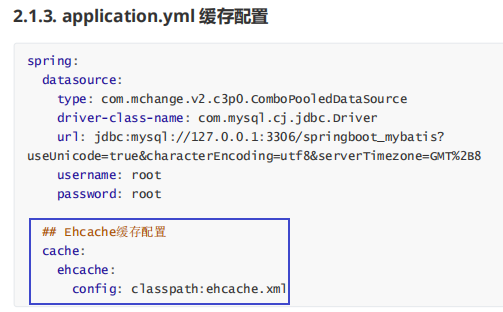 2.1.3. application.yml 缓存配置
spring:
  datasource:
    type: com.mchange.v2.c3p0.ComboPooledDataSource
    driver-class-name: com.mysql.cj.jdbc.Driver
    url: jdbc:mysql://127.0.0.1:3306/springboot_mybatis?
useUnicode=true&characterEncoding=utf8&serverTimezone=GMT%2B8
    username: root
    password: root
  ## Ehcache缓存配置
  cache:
    ehcache:
      config: classpath:ehcache.xml